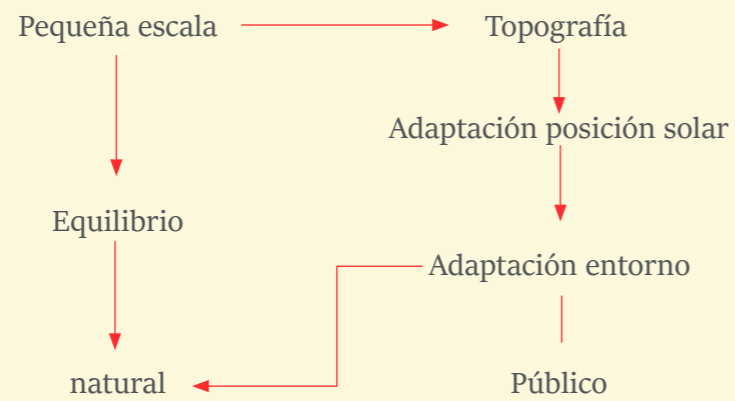 Pequeña escala
Topografía
Adaptación posición solar
Equilibrio
Adaptación entorno
natural
Público